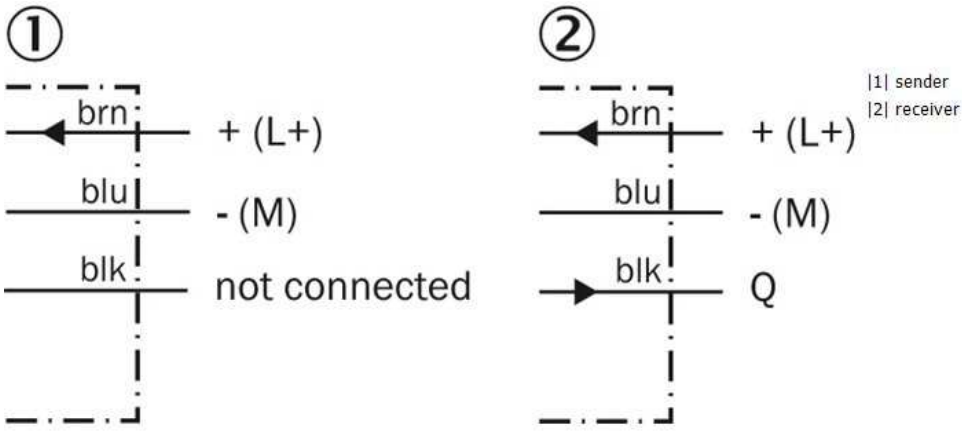 ①
brn
+ (L+)
blu
- (M)
blk
not connected
②
brn
+ (L+)
blu
- (M)
blk
Q
|1| sender
|2| receiver